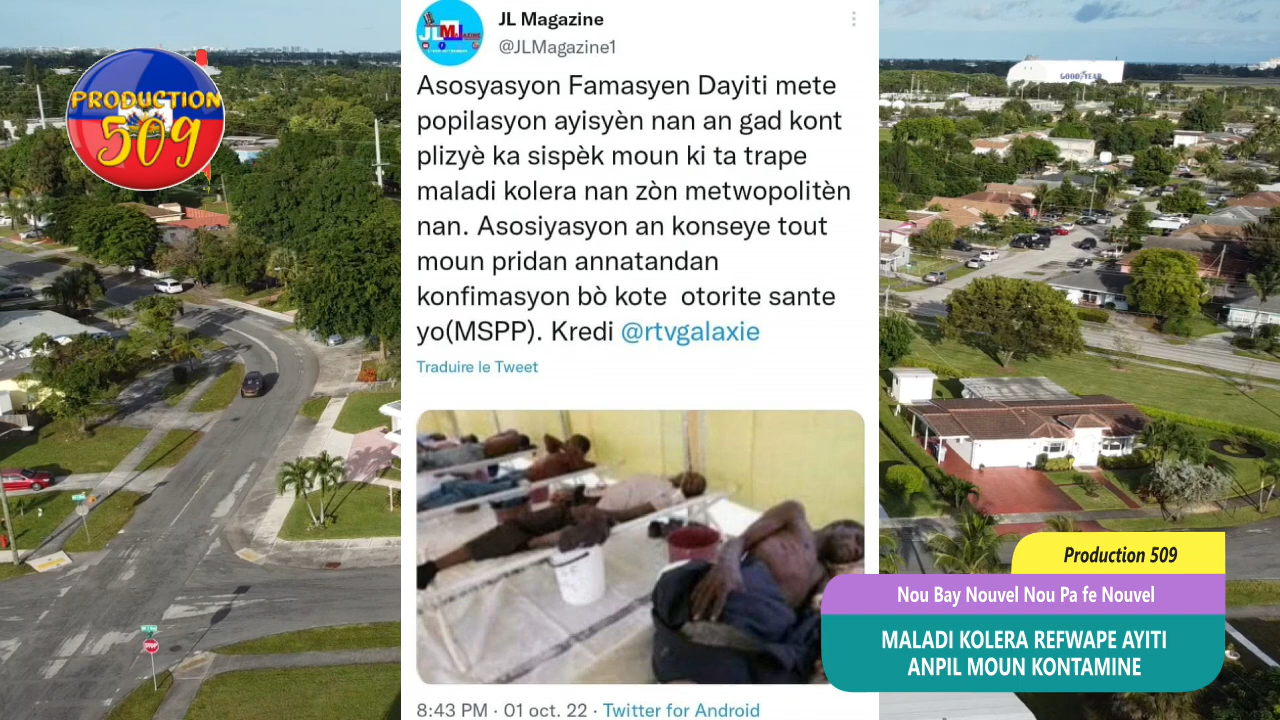 JL Magazine
@JLMagazine1
Asosyasyon Famasyen Dayiti mete
popilasyon ayisyèn nan an gad kont
plizyè ka sispèk moun ki ta trape
maladi kolera nan zòn metwopolitèn
nan. Asosiyasyon an konseye tout
moun pridan annatandan
konfimasyon bò kote otorite sante
yo(MSPP). Kredi @rtvgalaxie
Traduire le Tweet
8:43 PM · 01 oct. 22 · Twitter for Android
PRODUCTION
509
GOODYEAR
STOP
Production 509
Nou Bay Nouvel Nou Pa fe Nouvel
MALADI KOLERA REFWAPE AYITI
ANPIL MOUN KONTAMINE